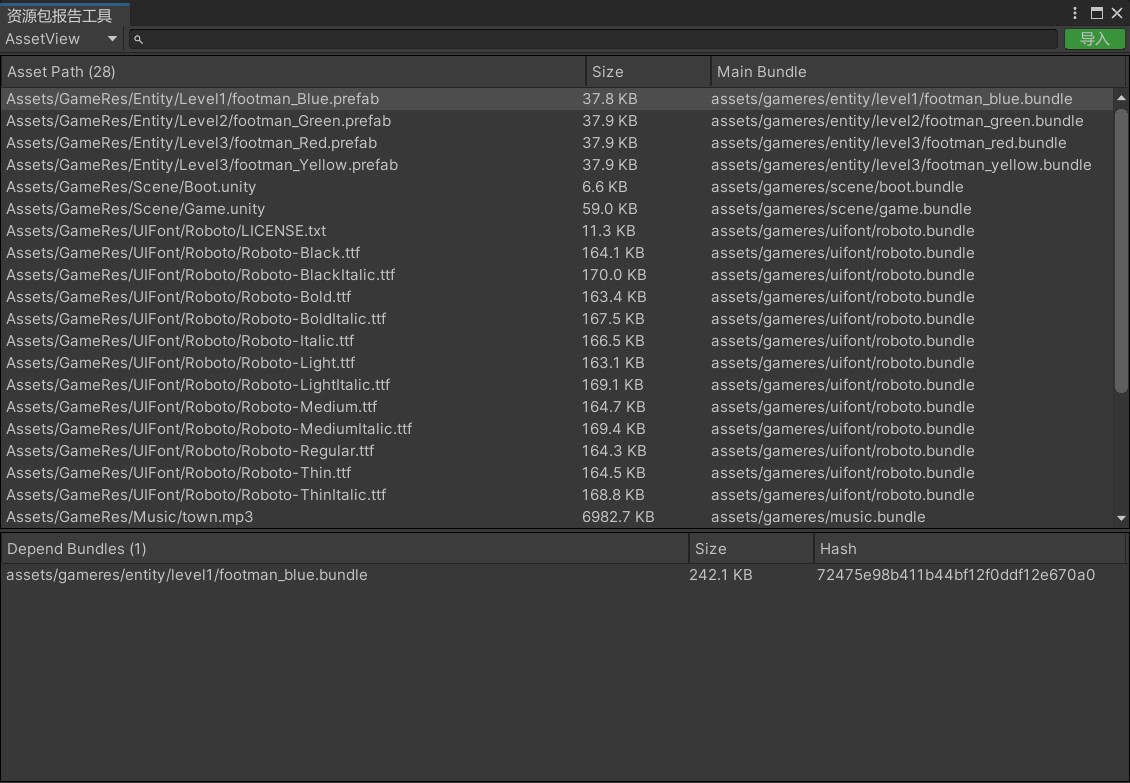 资源包报告工具
AssetView 导入
Asset Path (28) Size Main Bundle
Assets/GameRes/Entity/Level1/footman_Blue.prefab 37.8 KB assets/gameres/entity/level1/footman_blue.bundle
Assets/GameRes/Entity/Level2/footman_Green.prefab 37.9 KB assets/gameres/entity/level2/footman_green.bundle
Assets/GameRes/Entity/Level3/footman_Red.prefab 37.9 KB assets/gameres/entity/level3/footman_red.bundle
Assets/GameRes/Entity/Level3/footman_Yellow.prefab 37.9 KB assets/gameres/entity/level3/footman_yellow.bundle
Assets/GameRes/Scene/Boot.unity 6.6 KB assets/gameres/scene/boot.bundle
Assets/GameRes/Scene/Game.unity 59.0 KB assets/gameres/scene/game.bundle
Assets/GameRes/UIFont/Roboto/LICENSE.txt 11.3 KB assets/gameres/uifont/roboto.bundle
Assets/GameRes/UIFont/Roboto/Roboto-Black.ttf 164.1 KB assets/gameres/uifont/roboto.bundle
Assets/GameRes/UIFont/Roboto/Roboto-BlackItalic.ttf 170.0 KB assets/gameres/uifont/roboto.bundle
Assets/GameRes/UIFont/Roboto/Roboto-Bold.ttf 163.4 KB assets/gameres/uifont/roboto.bundle
Assets/GameRes/UIFont/Roboto/Roboto-BoldItalic.ttf 167.5 KB assets/gameres/uifont/roboto.bundle
Assets/GameRes/UIFont/Roboto/Roboto-Italic.ttf 166.5 KB assets/gameres/uifont/roboto.bundle
Assets/GameRes/UIFont/Roboto/Roboto-Light.ttf 163.1 KB assets/gameres/uifont/roboto.bundle
Assets/GameRes/UIFont/Roboto/Roboto-LightItalic.ttf 169.1 KB assets/gameres/uifont/roboto.bundle
Assets/GameRes/UIFont/Roboto/Roboto-Medium.ttf 164.7 KB assets/gameres/uifont/roboto.bundle
Assets/GameRes/UIFont/Roboto/Roboto-MediumItalic.ttf 169.4 KB assets/gameres/uifont/roboto.bundle
Assets/GameRes/UIFont/Roboto/Roboto-Regular.ttf 164.3 KB assets/gameres/uifont/roboto.bundle
Assets/GameRes/UIFont/Roboto/Roboto-Thin.ttf 164.5 KB assets/gameres/uifont/roboto.bundle
Assets/GameRes/UIFont/Roboto/Roboto-ThinItalic.ttf 168.8 KB assets/gameres/uifont/roboto.bundle
Assets/GameRes/Music/town.mp3 6982.7 KB assets/gameres/music.bundle
Depend Bundles (1) Size Hash
assets/gameres/entity/level1/footman_blue.bundle 242.1 KB 72475e98b411b44bf12f0ddf12e670a0